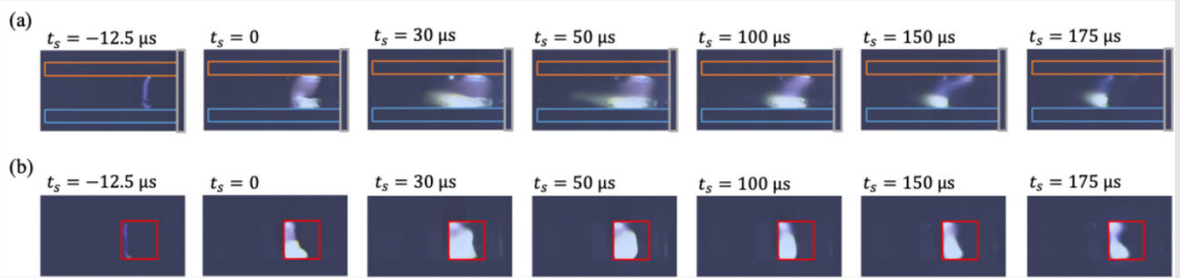 (a)
t_s = −12.5 μs t_s = 0 t_s = 30 μs t_s = 50 μs t_s = 100 μs t_s = 150 μs t_s = 175 μs
(b)
t_s = −12.5 μs t_s = 0 t_s = 30 μs t_s = 50 μs t_s = 100 μs t_s = 150 μs t_s = 175 μs